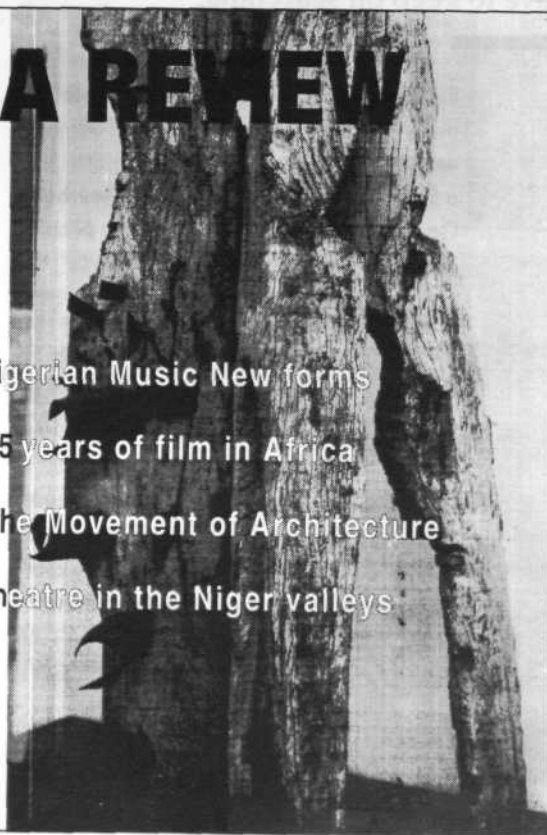 A REVIEW
igerian Music New forms
5 years of film in Africa
he Movement of Architecture
heatre in the Niger valleys